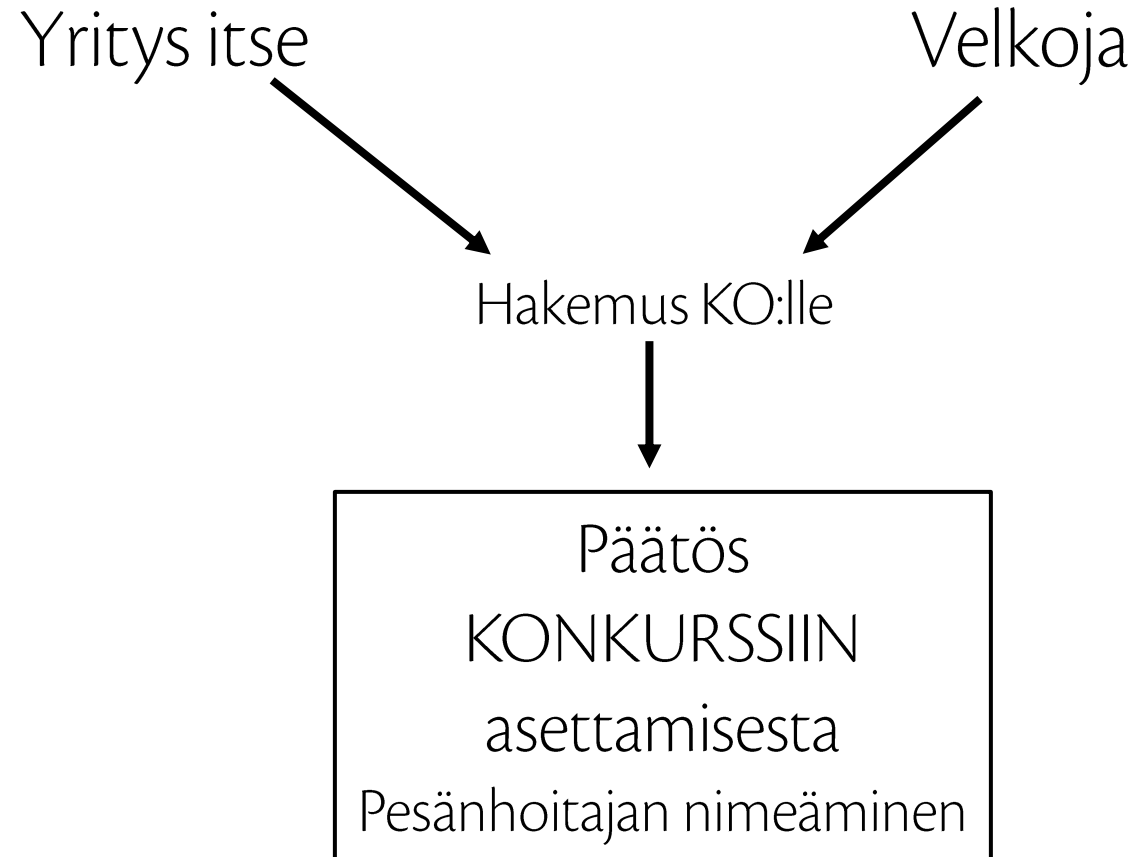 Yritys itse
Velkoja
Hakemus KO:lle
Päätös
KONKURSSIIN
asettamisesta
Pesänhoitajan nimeäminen